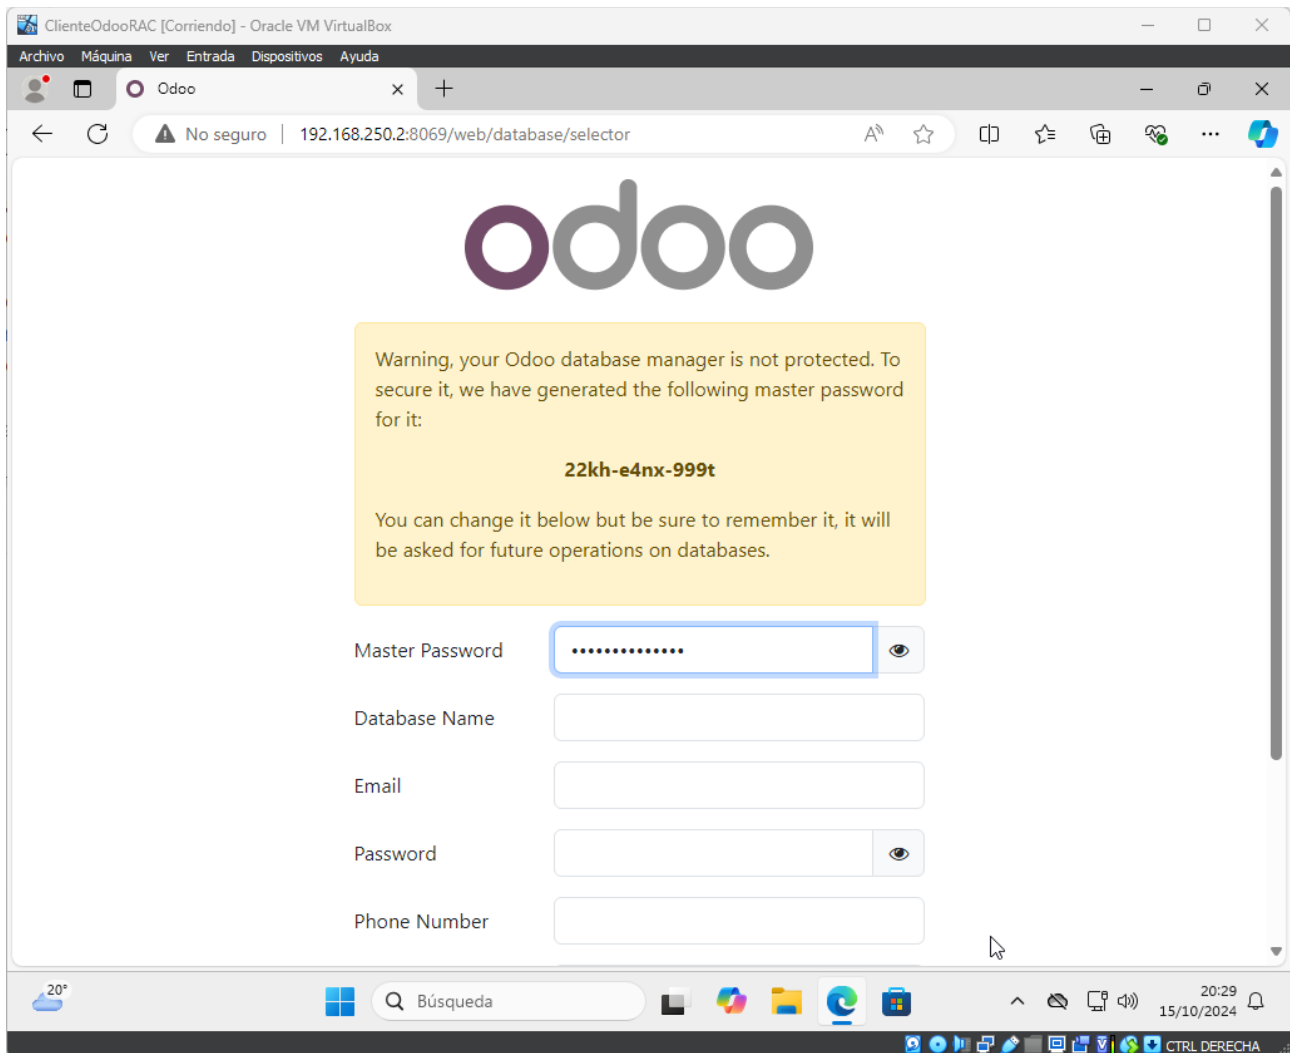 ClienteOdooRAC [Corriendo] - Oracle VM VirtualBox
Archivo Máquina Ver Entrada Dispositivos Ayuda
Odoo
No seguro 192.168.250.2:8069/web/database/selector
odoo
Warning, your Odoo database manager is not protected. To
secure it, we have generated the following master password
for it:
22kh-e4nx-999t
You can change it below but be sure to remember it, it will
be asked for future operations on databases.
Master Password ••••••••••••••
Database Name
Email
Password
Phone Number
20°
Búsqueda
20:29
15/10/2024
CTRL DERECHA